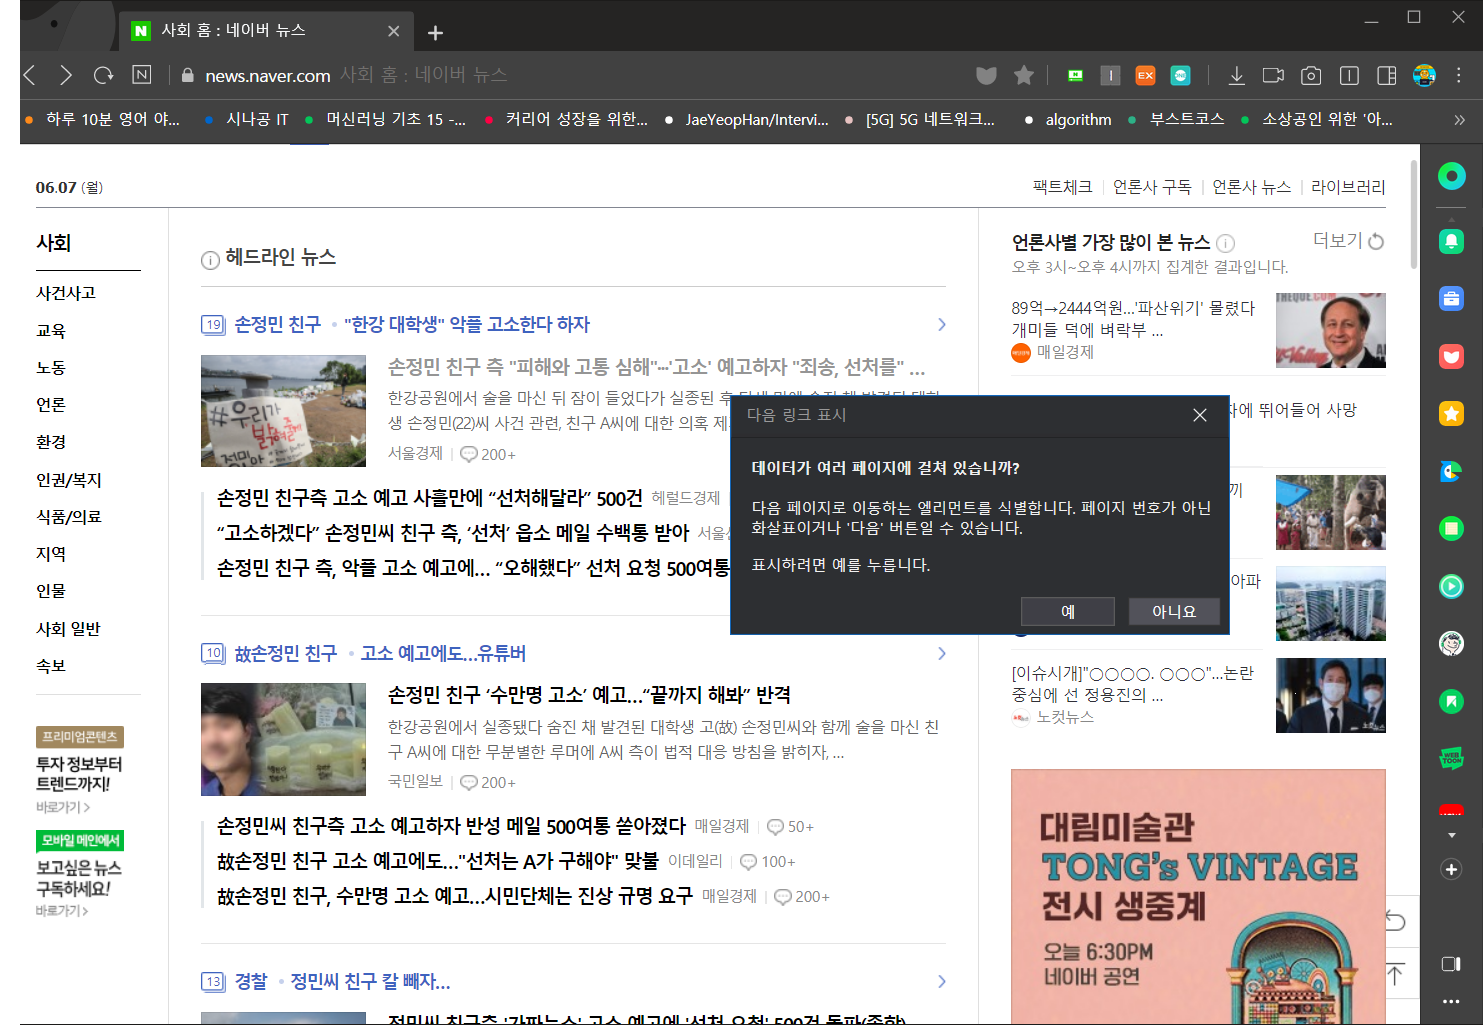 사회 홈 : 네이버 뉴스
news.naver.com 사회 홈 : 네이버 뉴스
하루 10분 영어 야...
시나공 IT
머신러닝 기초 15 -...
커리어 성장을 위한...
JaeYeopHan/Intervi...
[5G] 5G 네트워크...
algorithm
부스트코스
소상공인 위한 '아...
06.07 (월)
팩트체크
언론사 구독
언론사 뉴스
라이브러리
사회
사건사고
교육
노동
언론
환경
인권/복지
식품/의료
지역
인물
사회 일반
속보
프리미엄콘텐츠
투자 정보부터
트렌드까지!
바로가기 >
모바일 메인에서
보고싶은 뉴스
구독하세요!
바로가기 >
헤드라인 뉴스
19 손정민 친구 • "한강 대학생" 악플 고소한다 하자
#우리가
손정민 친구 측 "피해와 고통 심해"…'고소' 예고하자 "죄송, 선처를" ...
한강공원에서 술을 마신 뒤 잠이 들었다가 실종된 후
생 손정민(22)씨 사건 관련, 친구 A씨에 대한 의혹 제
서울경제 200+
손정민 친구측 고소 예고 사흘만에 “선처해달라” 500건 헤럴드경제
“고소하겠다” 손정민씨 친구 측, ‘선처’ 읍소 메일 수백통 받아
손정민 친구 측, 악플 고소 예고에… “오해했다” 선처 요청 500여통
10 故손정민 친구 • 고소 예고에도…유튜버
손정민 친구 ‘수만명 고소’ 예고…“끝까지 해봐” 반격
한강공원에서 실종됐다 숨진 채 발견된 대학생 고(故) 손정민씨와 함께 술을 마신 친
구 A씨에 대한 무분별한 루머에 A씨 측이 법적 대응 방침을 밝히자, ...
국민일보 200+
손정민씨 친구측 고소 예고하자 반성 메일 500여통 쏟아졌다 매일경제 50+
故손정민 친구 고소 예고에도…"선처는 A가 구해야" 맞불 이데일리 100+
故손정민 친구, 수만명 고소 예고…시민단체는 진상 규명 요구 매일경제 200+
13 경찰 • 정민씨 친구 칼 빼자…
정민씨 친구측 '가짜뉴스' 고소 예고에 '선처 요청' 500건 돌파(종합)
다음 링크 표시
데이터가 여러 페이지에 걸쳐 있습니까?
다음 페이지로 이동하는 엘리먼트를 식별합니다. 페이지 번호가 아닌
화살표이거나 '다음' 버튼일 수 있습니다.
표시하려면 예를 누릅니다.
예
아니요
언론사별 가장 많이 본 뉴스
더보기
오후 3시~오후 4시까지 집계한 결과입니다.
89억→2444억원…'파산위기' 몰렸다
개미들 덕에 벼락부 ...
매일경제
자에 뛰어들어 사망
끼
아파
[이슈시개]"○○○○. ○○○"…논란
중심에 선 정용진의 ...
노컷뉴스
대림미술관
TONG's VINTAGE
전시 생중계
오늘 6:30PM
네이버 공연
WEB
TOON